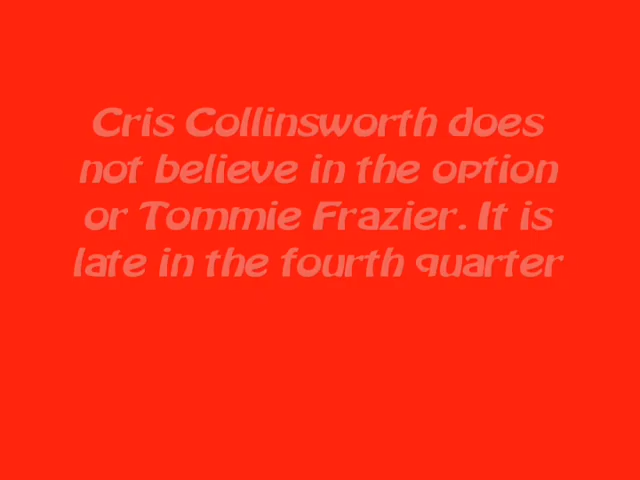 Cris Collinsworth does
not believe in the option
or Tommie Frazier. It is
late in the fourth quarter